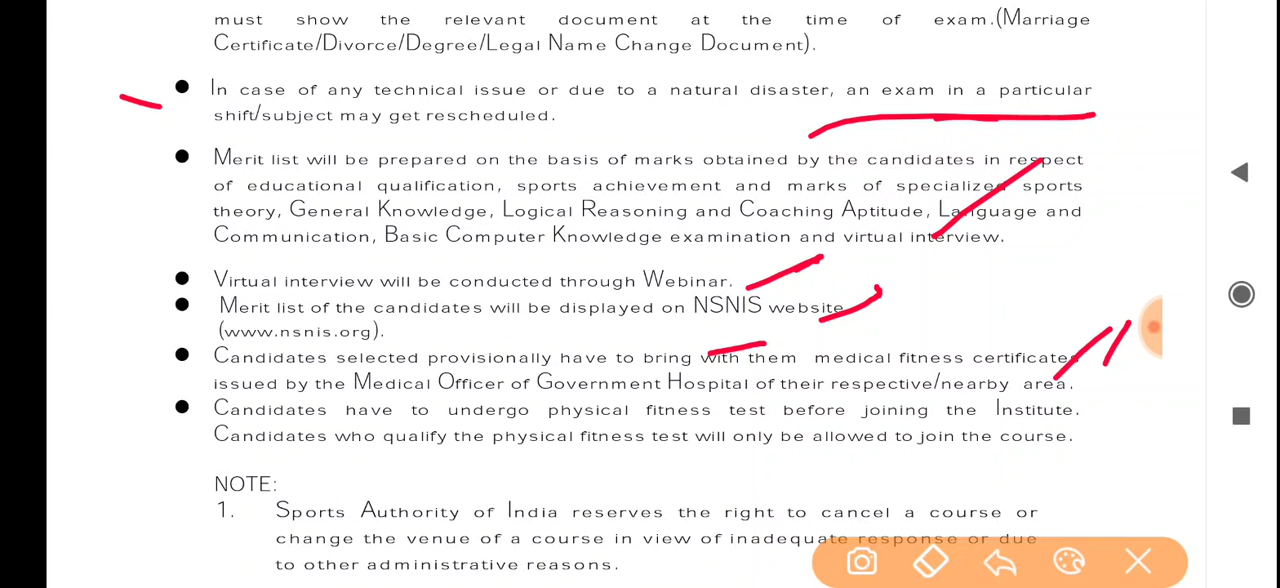 must show the relevant document at the time of exam.(Marriage
Certificate/Divorce/Degree/Legal Name Change Document).
● In case of any technical issue or due to a natural disaster, an exam in a particular
shift/subject may get rescheduled.
● Merit list will be prepared on the basis of marks obtained by the candidates in respect
of educational qualification, sports achievement and marks of specialized sports
theory, General Knowledge, Logical Reasoning and Coaching Aptitude, Language and
Communication, Basic Computer Knowledge examination and virtual interview.
● Virtual interview will be conducted through Webinar.
● Merit list of the candidates will be displayed on NSNIS website
(www.nsnis.org).
● Candidates selected provisionally have to bring with them medical fitness certificates
issued by the Medical Officer of Government Hospital of their respective/nearby area.
● Candidates have to undergo physical fitness test before joining the Institute.
Candidates who qualify the physical fitness test will only be allowed to join the course.
NOTE:
1. Sports Authority of India reserves the right to cancel a course or
change the venue of a course in view of inadequate response or due
to other administrative reasons.